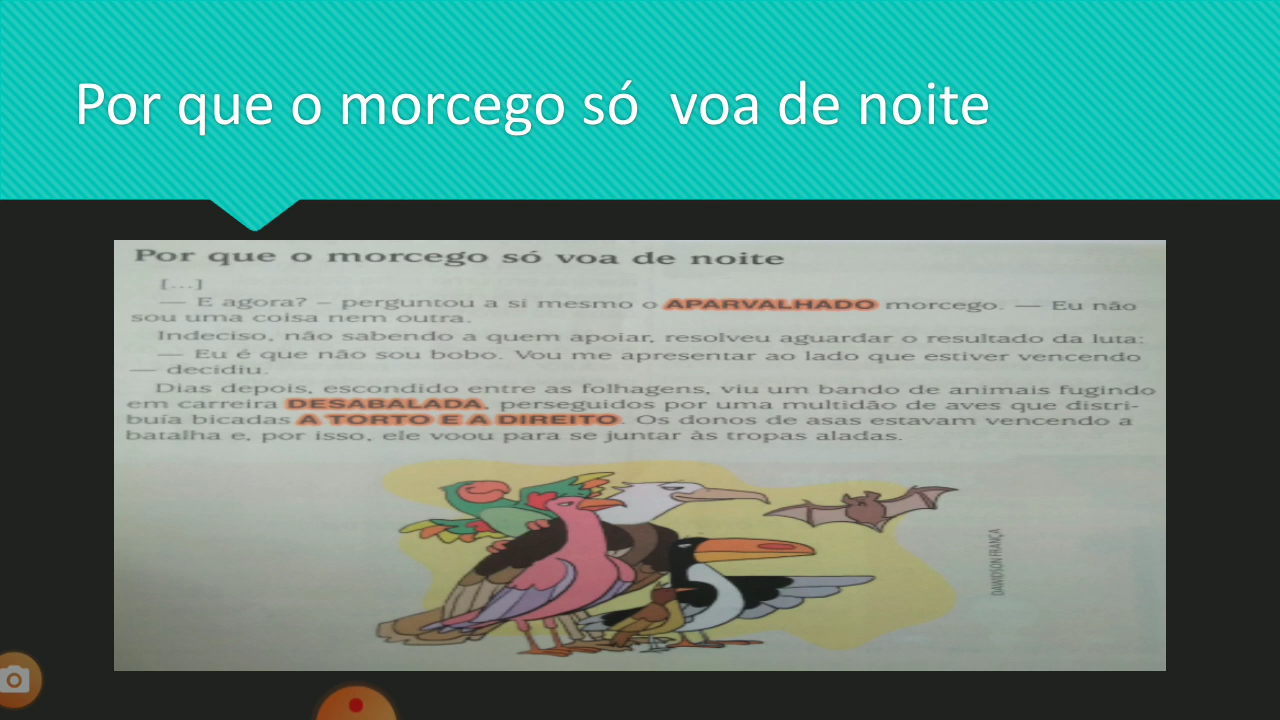 Por que o morcego só voa de noite
Por que o morcego só voa de noite
[...]
— E agora? – perguntou a si mesmo o APARVALHADO morcego. — Eu não
sou uma coisa nem outra.
Indeciso, não sabendo a quem apoiar, resolveu aguardar o resultado da luta:
— Eu é que não sou bobo. Vou me apresentar ao lado que estiver vencendo
— decidiu.
Dias depois, escondido entre as folhagens, viu um bando de animais fugindo
em carreira DESABALADA, perseguidos por uma multidão de aves que distri-
buía bicadas A TORTO E A DIREITO. Os donos de asas estavam vencendo a
batalha e, por isso, ele voou para se juntar às tropas aladas.
DAWIDSON FRANÇA